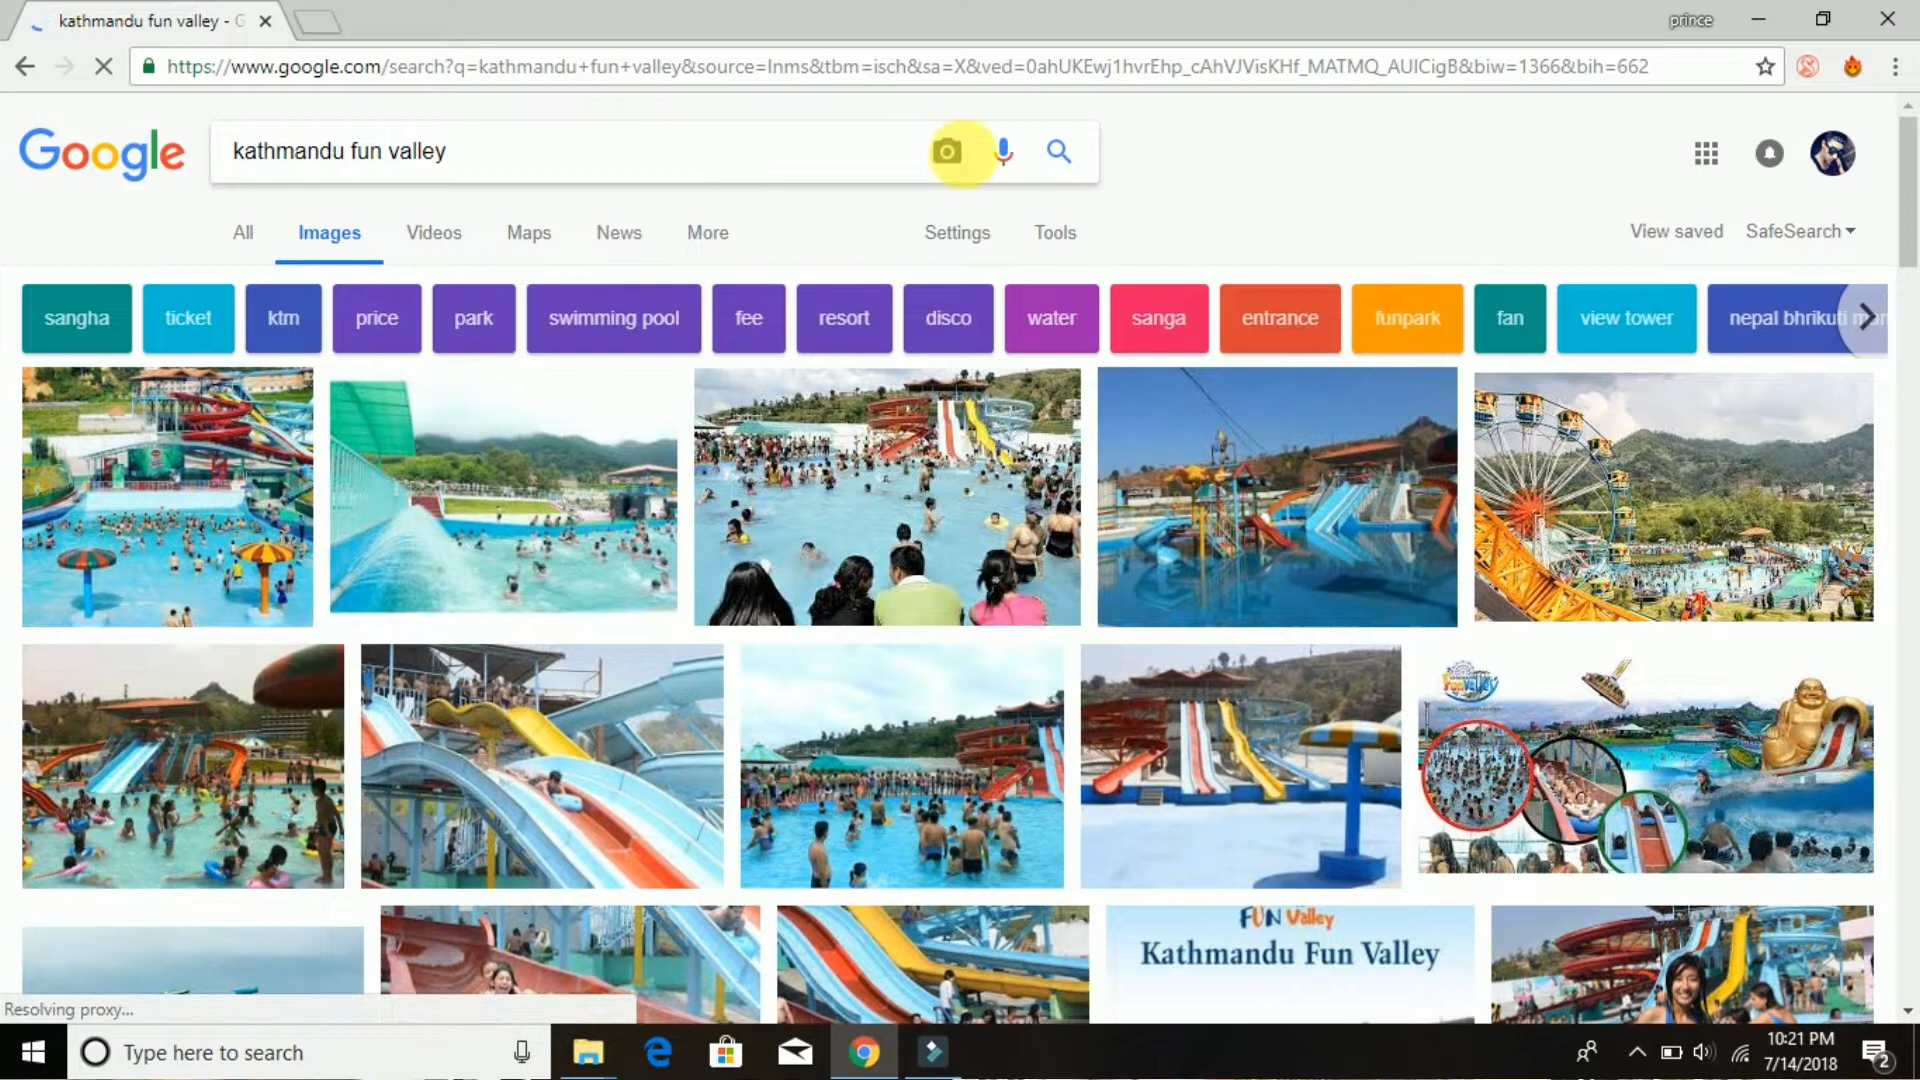 kathmandu fun valley - G
prince
https://www.google.com/search?q=kathmandu+fun+valley&source=lnms&tbm=isch&sa=X&ved=0ahUKEwj1hvrEhp_cAhVJVisKHf_MATMQ_AUICigB&biw=1366&bih=662
Google
kathmandu fun valley
All Images Videos Maps News More Settings Tools View saved SafeSearch
sangha ticket ktm price park swimming pool fee resort disco water sanga entrance funpark fan view tower nepal bhrikuti
Fun Valley
FUN Valley
Kathmandu Fun Valley
Resolving proxy...
Type here to search
10:21 PM
7/14/2018
2